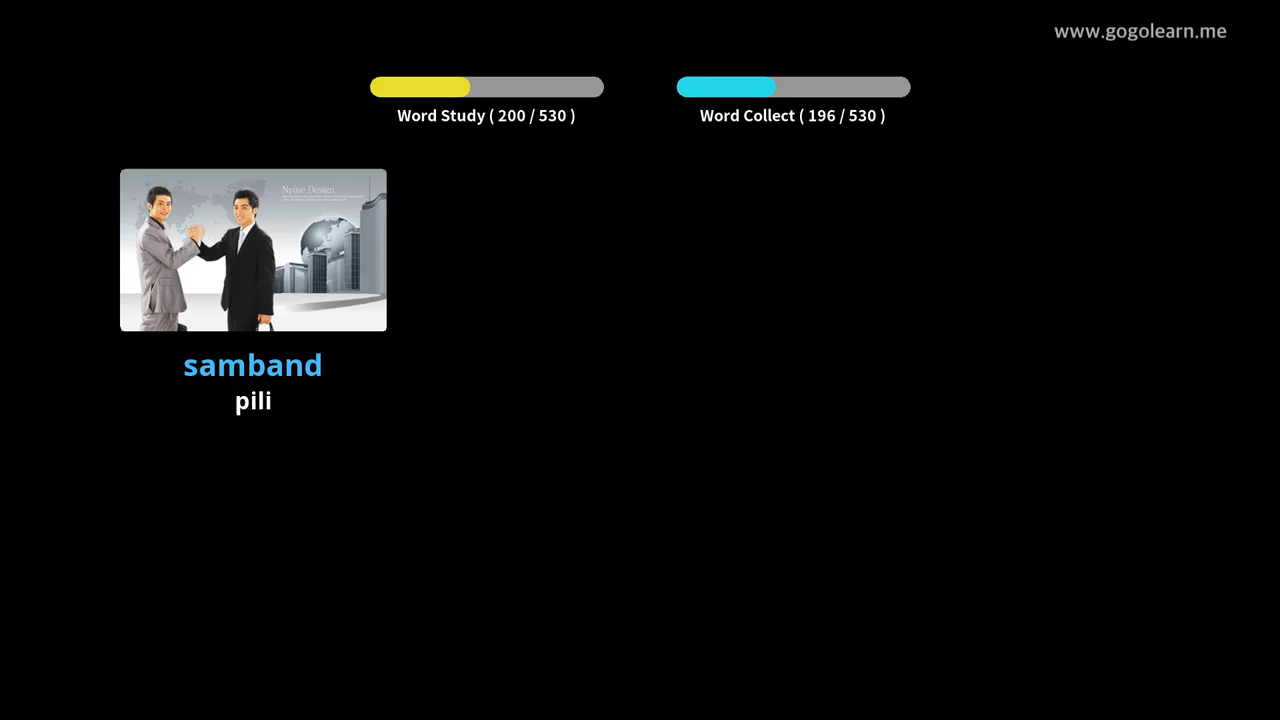 www.gogolearn.me
Word Study ( 200 / 530 )
Word Collect ( 196 / 530 )
Npine Design
samband
pili